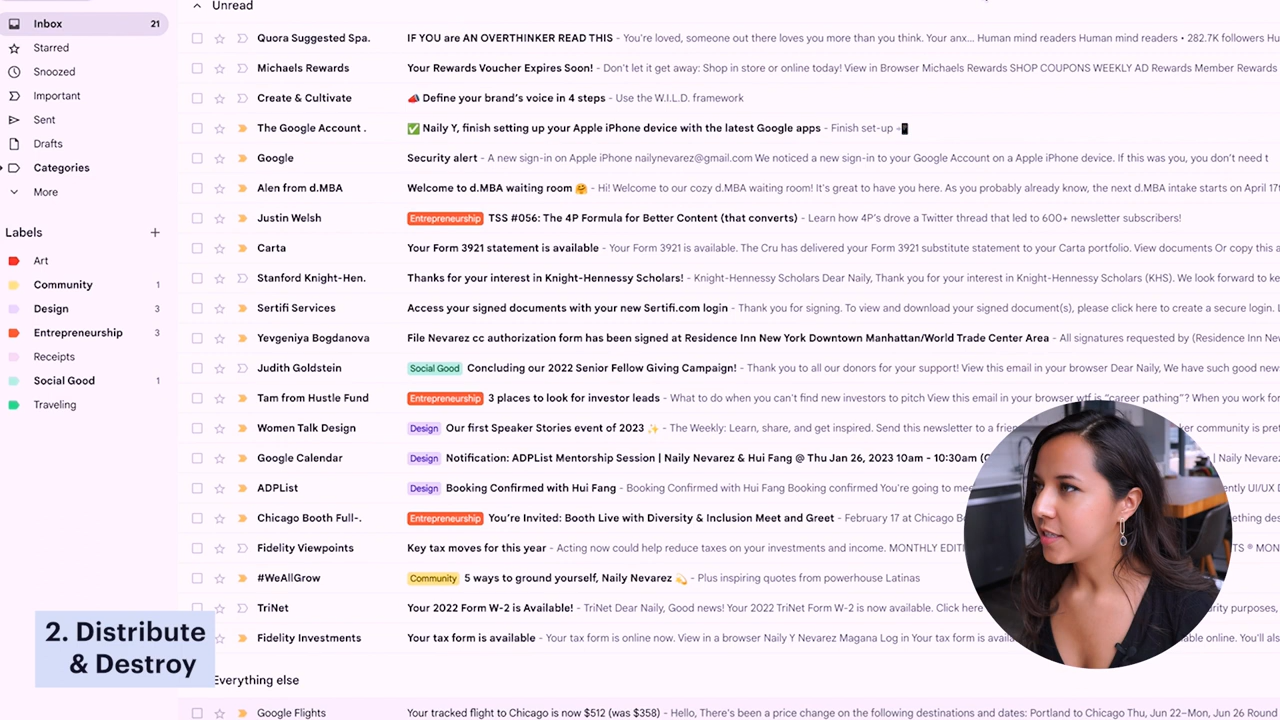 Unread
Inbox 21
Starred
Snoozed
Important
Sent
Drafts
Categories
More
Labels +
Art
Community 1
Design 3
Entrepreneurship 3
Receipts
Social Good 1
Traveling
Quora Suggested Spa. IF YOU are AN OVERTHINKER READ THIS - You're loved, someone out there loves you more than you think. Your anx... Human mind readers Human mind readers • 282.7K followers Hu
Michaels Rewards Your Rewards Voucher Expires Soon! - Don't let it get away: Shop in store or online today! View in Browser Michaels Rewards SHOP COUPONS WEEKLY AD Rewards Member Rewards
Create & Cultivate 📣 Define your brand's voice in 4 steps - Use the W.I.L.D. framework
The Google Account . ✅ Naily Y, finish setting up your Apple iPhone device with the latest Google apps - Finish set-up 📲
Google Security alert - A new sign-in on Apple iPhone nailynevarez@gmail.com We noticed a new sign-in to your Google Account on a Apple iPhone device. If this was you, you don't need t
Alen from d.MBA Welcome to d.MBA waiting room 🤗 - Hi! Welcome to our cozy d.MBA waiting room! It's great to have you here. As you probably already know, the next d.MBA intake starts on April 17t
Justin Welsh Entrepreneurship TSS #056: The 4P Formula for Better Content (that converts) - Learn how 4P's drove a Twitter thread that led to 600+ newsletter subscribers!
Carta Your Form 3921 statement is available - Your Form 3921 is available. The Cru has delivered your Form 3921 substitute statement to your Carta portfolio. View documents Or copy this a
Stanford Knight-Hen. Thanks for your interest in Knight-Hennessy Scholars! - Knight-Hennessy Scholars Dear Naily, Thank you for your interest in Knight-Hennessy Scholars (KHS). We look forward to ke
Sertifi Services Access your signed documents with your new Sertifi.com login - Thank you for signing. To view and download your signed document(s), please click here to create a secure login. L
Yevgeniya Bogdanova File Nevarez cc authorization form has been signed at Residence Inn New York Downtown Manhattan/World Trade Center Area - All signatures requested by (Residence Inn New
Judith Goldstein Social Good Concluding our 2022 Senior Fellow Giving Campaign! - Thank you to all our donors for your support! View this email in your browser Dear Naily, We have such good new
Tam from Hustle Fund Entrepreneurship 3 places to look for investor leads - What to do when you can't find new investors to pitch View this email in your browser wtf is "career pathing"? When you work for
Women Talk Design Design Our first Speaker Stories event of 2023 ✨ - The Weekly: Learn, share, and get inspired. Send this newsletter to a frie ker community is pret
Google Calendar Design Notification: ADPList Mentorship Session | Naily Nevarez & Hui Fang @ Thu Jan 26, 2023 10am - 10:30am (C | Naily Nevarez
ADPList Design Booking Confirmed with Hui Fang - Booking Confirmed with Hui Fang Booking confirmed You're going to mee ently UI/UX D
Chicago Booth Full-. Entrepreneurship You're Invited: Booth Live with Diversity & Inclusion Meet and Greet - February 17 at Chicago Bo ething des
Fidelity Viewpoints Key tax moves for this year - Acting now could help reduce taxes on your investments and income. MONTHLY EDITI TS ® MON
#WeAllGrow Community 5 ways to ground yourself, Naily Nevarez 💫 - Plus inspiring quotes from powerhouse Latinas
TriNet Your 2022 Form W-2 is Available! - TriNet Dear Naily, Good news! Your 2022 TriNet Form W-2 is now available. Click here urity purposes,
Fidelity Investments Your tax form is available - Your tax form is online now. View in a browser Naily Y Nevarez Magana Log in Your tax form is avail able online. You'll als
2. Distribute
& Destroy
Everything else
Google Flights Your tracked flight to Chicago is now $512 (was $358) - Hello, There's been a price change on the following destinations and dates: Portland to Chicago Thu, Jun 22–Mon, Jun 26 Round